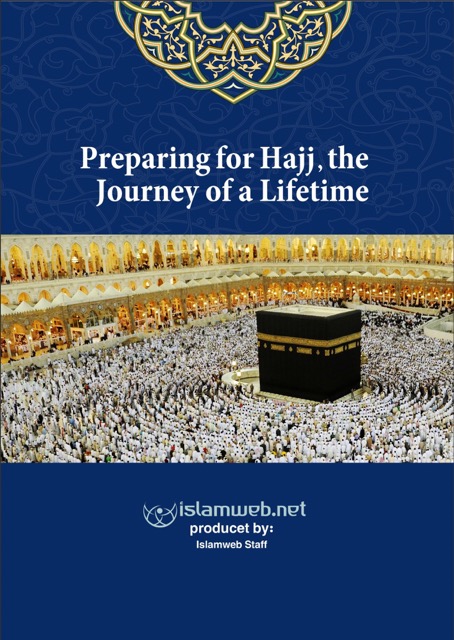 Preparing for Hajj, the
Journey of a Lifetime
islamweb.net
producet by:
Islamweb Staff